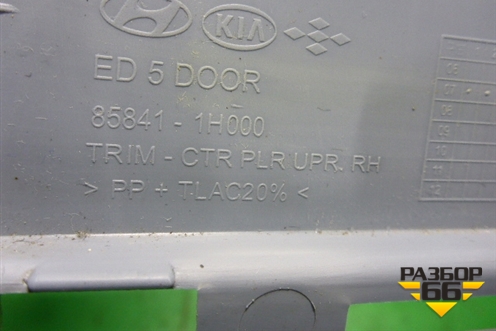 KIA
ED 5 DOOR
85841 - 1H000
TRIM - CTR PLR UPR. RH
> PP + TLAC20% <
РАЗБОР
66